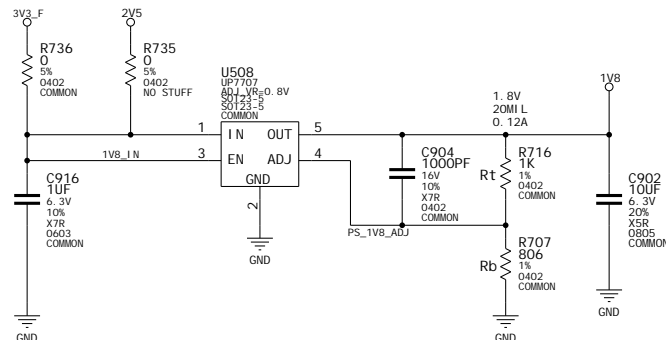 3V3_F
2V5
R736
0
5%
0402
COMMON
R735
0
5%
0402
NO STUFF
U508
UP7707
ADJ_VR=0.8V
SOT23-5
SOT23-5
COMMON
1 IN OUT 5
3 EN ADJ 4
GND
2
GND
1V8_IN
C916
1UF
6.3V
10%
X7R
0603
COMMON
GND
C904
1000PF
16V
10%
X7R
0402
COMMON
PS_1V8_ADJ
1.8V
20MIL
0.12A
1V8
Rt
R716
1K
1%
0402
COMMON
Rb
R707
806
1%
0402
COMMON
GND
C902
10UF
6.3V
20%
X5R
0805
COMMON
GND